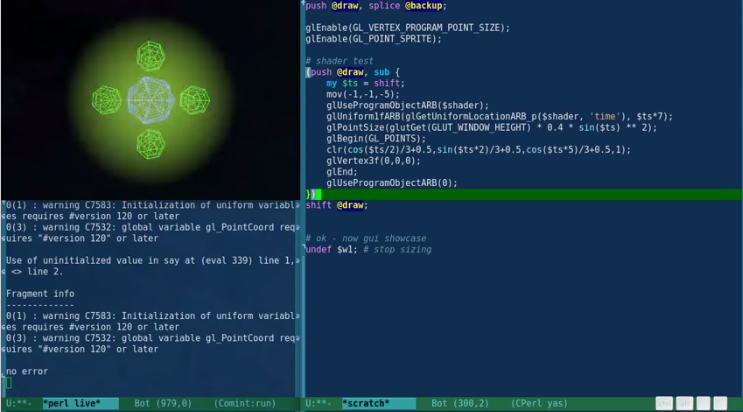 push @draw, splice @backup;
glEnable(GL_VERTEX_PROGRAM_POINT_SIZE);
glEnable(GL_POINT_SPRITE);
# shader test
{push @draw, sub {
my $ts = shift;
mov(-1,-1,-5);
glUseProgramObjectARB($shader);
glUniform1fARB(glGetUniformLocationARB_p($shader, 'time'), $ts*7);
glPointSize(glutGet(GLUT_WINDOW_HEIGHT) * 0.4 * sin($ts) ** 2);
glBegin(GL_POINTS);
clr(cos($ts/2)/3+0.5,sin($ts*2)/3+0.5,cos($ts*5)/3+0.5,1);
glVertex3f(0,0,0);
glEnd;
glUseProgramObjectARB(0);
}}
shift @draw;
# ok - now gui showcase
undef $w1; # stop sizing
0(1) : warning C7583: Initialization of uniform variabl
es requires #version 120 or later
0(3) : warning C7532: global variable gl_PointCoord req
uires "#version 120" or later
Use of uninitialized value in say at (eval 339) line 1,
<> line 2.
Fragment info
-------------
0(1) : warning C7583: Initialization of uniform variabl
es requires #version 120 or later
0(3) : warning C7532: global variable gl_PointCoord req
uires "#version 120" or later
no error
U:**- *perl live* Bot (979,0) (Comint:run)
U:**- *scratch* Bot (300,2) (CPerl yas)